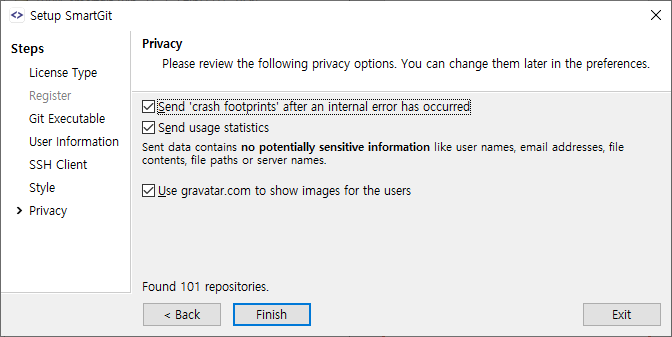 Setup SmartGit
Steps
License Type
Register
Git Executable
User Information
SSH Client
Style
Privacy
Privacy
Please review the following privacy options. You can change them later in the preferences.
Send 'crash footprints' after an internal error has occurred
Send usage statistics
Sent data contains no potentially sensitive information like user names, email addresses, file
contents, file paths or server names.
Use gravatar.com to show images for the users
Found 101 repositories.
< Back
Finish
Exit